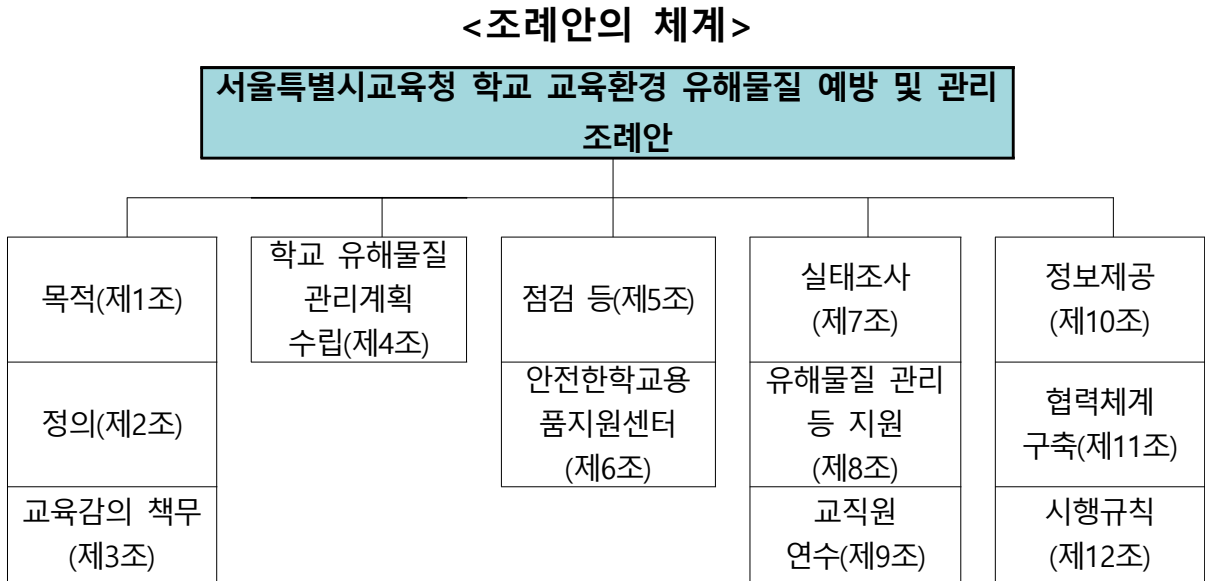 <조례안의 체계>
서울특별시교육청 학교 교육환경 유해물질 예방 및 관리
조례안
목적(제1조)
정의(제2조)
교육감의 책무
(제3조)
학교 유해물질
관리계획
수립(제4조)
점검 등(제5조)
안전한학교용
품지원센터
(제6조)
실태조사
(제7조)
유해물질 관리
등 지원
(제8조)
교직원
연수(제9조)
정보제공
(제10조)
협력체계
구축(제11조)
시행규칙
(제12조)